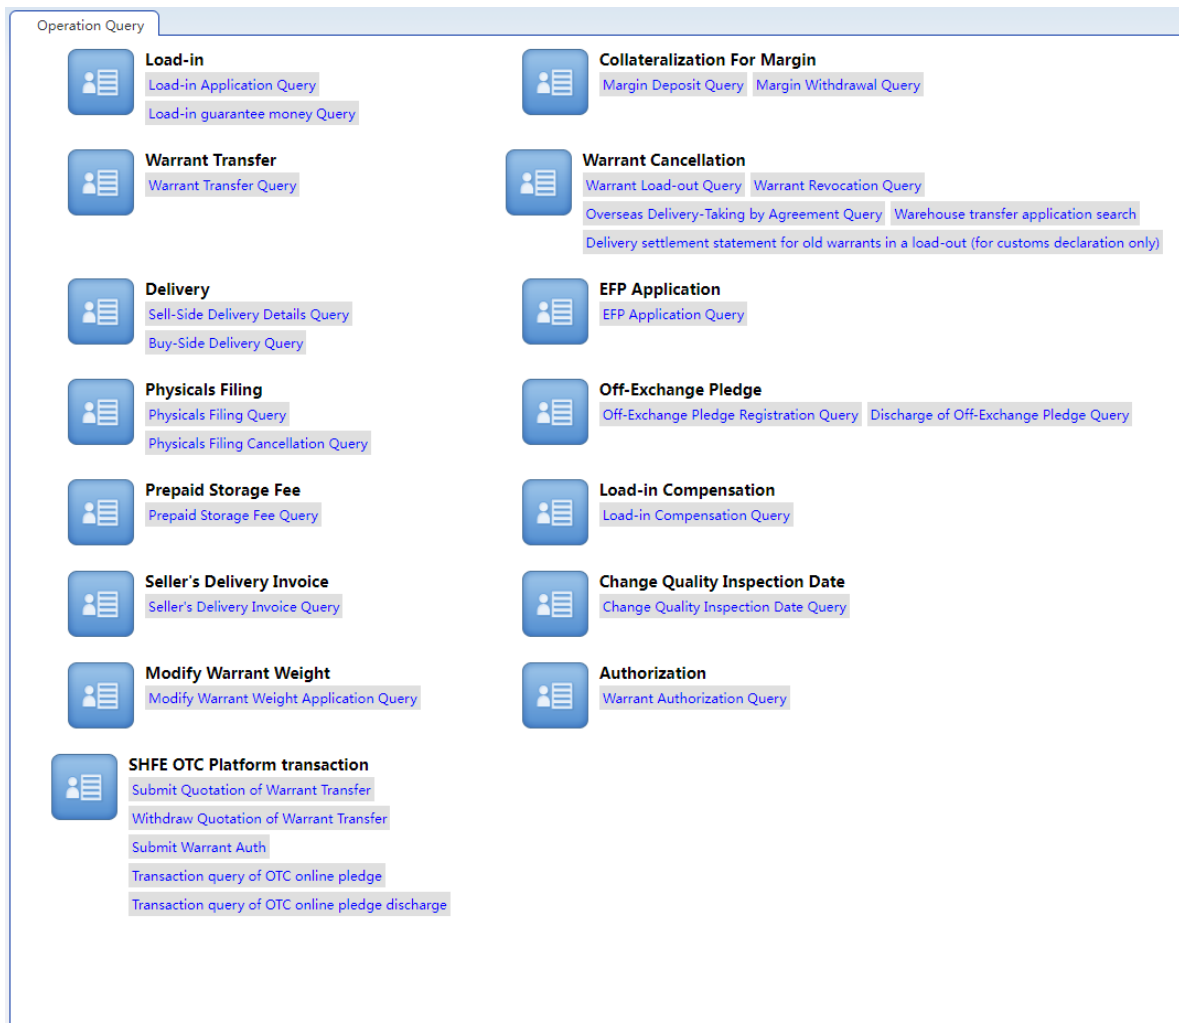 Operation Query
Load-in
Load-in Application Query
Load-in guarantee money Query
Collateralization For Margin
Margin Deposit Query Margin Withdrawal Query
Warrant Transfer
Warrant Transfer Query
Warrant Cancellation
Warrant Load-out Query Warrant Revocation Query
Overseas Delivery-Taking by Agreement Query Warehouse transfer application search
Delivery settlement statement for old warrants in a load-out (for customs declaration only)
Delivery
Sell-Side Delivery Details Query
Buy-Side Delivery Query
EFP Application
EFP Application Query
Physicals Filing
Physicals Filing Query
Physicals Filing Cancellation Query
Off-Exchange Pledge
Off-Exchange Pledge Registration Query Discharge of Off-Exchange Pledge Query
Prepaid Storage Fee
Prepaid Storage Fee Query
Load-in Compensation
Load-in Compensation Query
Seller's Delivery Invoice
Seller's Delivery Invoice Query
Change Quality Inspection Date
Change Quality Inspection Date Query
Modify Warrant Weight
Modify Warrant Weight Application Query
Authorization
Warrant Authorization Query
SHFE OTC Platform transaction
Submit Quotation of Warrant Transfer
Withdraw Quotation of Warrant Transfer
Submit Warrant Auth
Transaction query of OTC online pledge
Transaction query of OTC online pledge discharge